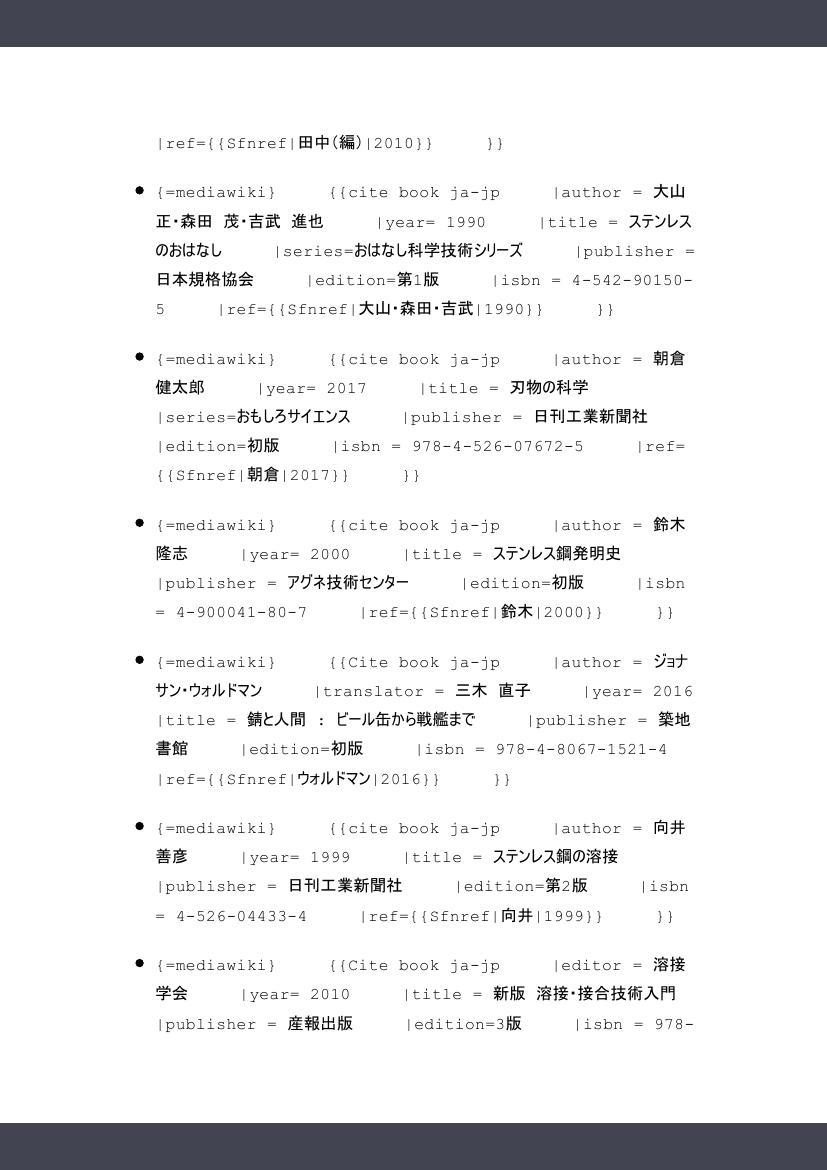 |ref={{Sfnref|田中(編)|2010}} }}
● {=mediawiki} {{cite book ja-jp |author = 大山
正・森田 茂・吉武 進也 |year= 1990 |title = ステンレス
のおはなし |series=おはなし科学技術シリーズ |publisher =
日本規格協会 |edition=第1版 |isbn = 4-542-90150-
5 |ref={{Sfnref|大山・森田・吉武|1990}} }}
● {=mediawiki} {{cite book ja-jp |author = 朝倉
健太郎 |year= 2017 |title = 刃物の科学
|series=おもしろサイエンス |publisher = 日刊工業新聞社
|edition=初版 |isbn = 978-4-526-07672-5 |ref=
{{Sfnref|朝倉|2017}} }}
● {=mediawiki} {{cite book ja-jp |author = 鈴木
隆志 |year= 2000 |title = ステンレス鋼発明史
|publisher = アグネ技術センター |edition=初版 |isbn
= 4-900041-80-7 |ref={{Sfnref|鈴木|2000}} }}
● {=mediawiki} {{Cite book ja-jp |author = ジョナ
サン・ウォルドマン |translator = 三木 直子 |year= 2016
|title = 錆と人間 : ビール缶から戦艦まで |publisher = 築地
書館 |edition=初版 |isbn = 978-4-8067-1521-4
|ref={{Sfnref|ウォルドマン|2016}} }}
● {=mediawiki} {{cite book ja-jp |author = 向井
善彦 |year= 1999 |title = ステンレス鋼の溶接
|publisher = 日刊工業新聞社 |edition=第2版 |isbn
= 4-526-04433-4 |ref={{Sfnref|向井|1999}} }}
● {=mediawiki} {{Cite book ja-jp |editor = 溶接
学会 |year= 2010 |title = 新版 溶接・接合技術入門
|publisher = 産報出版 |edition=3版 |isbn = 978-